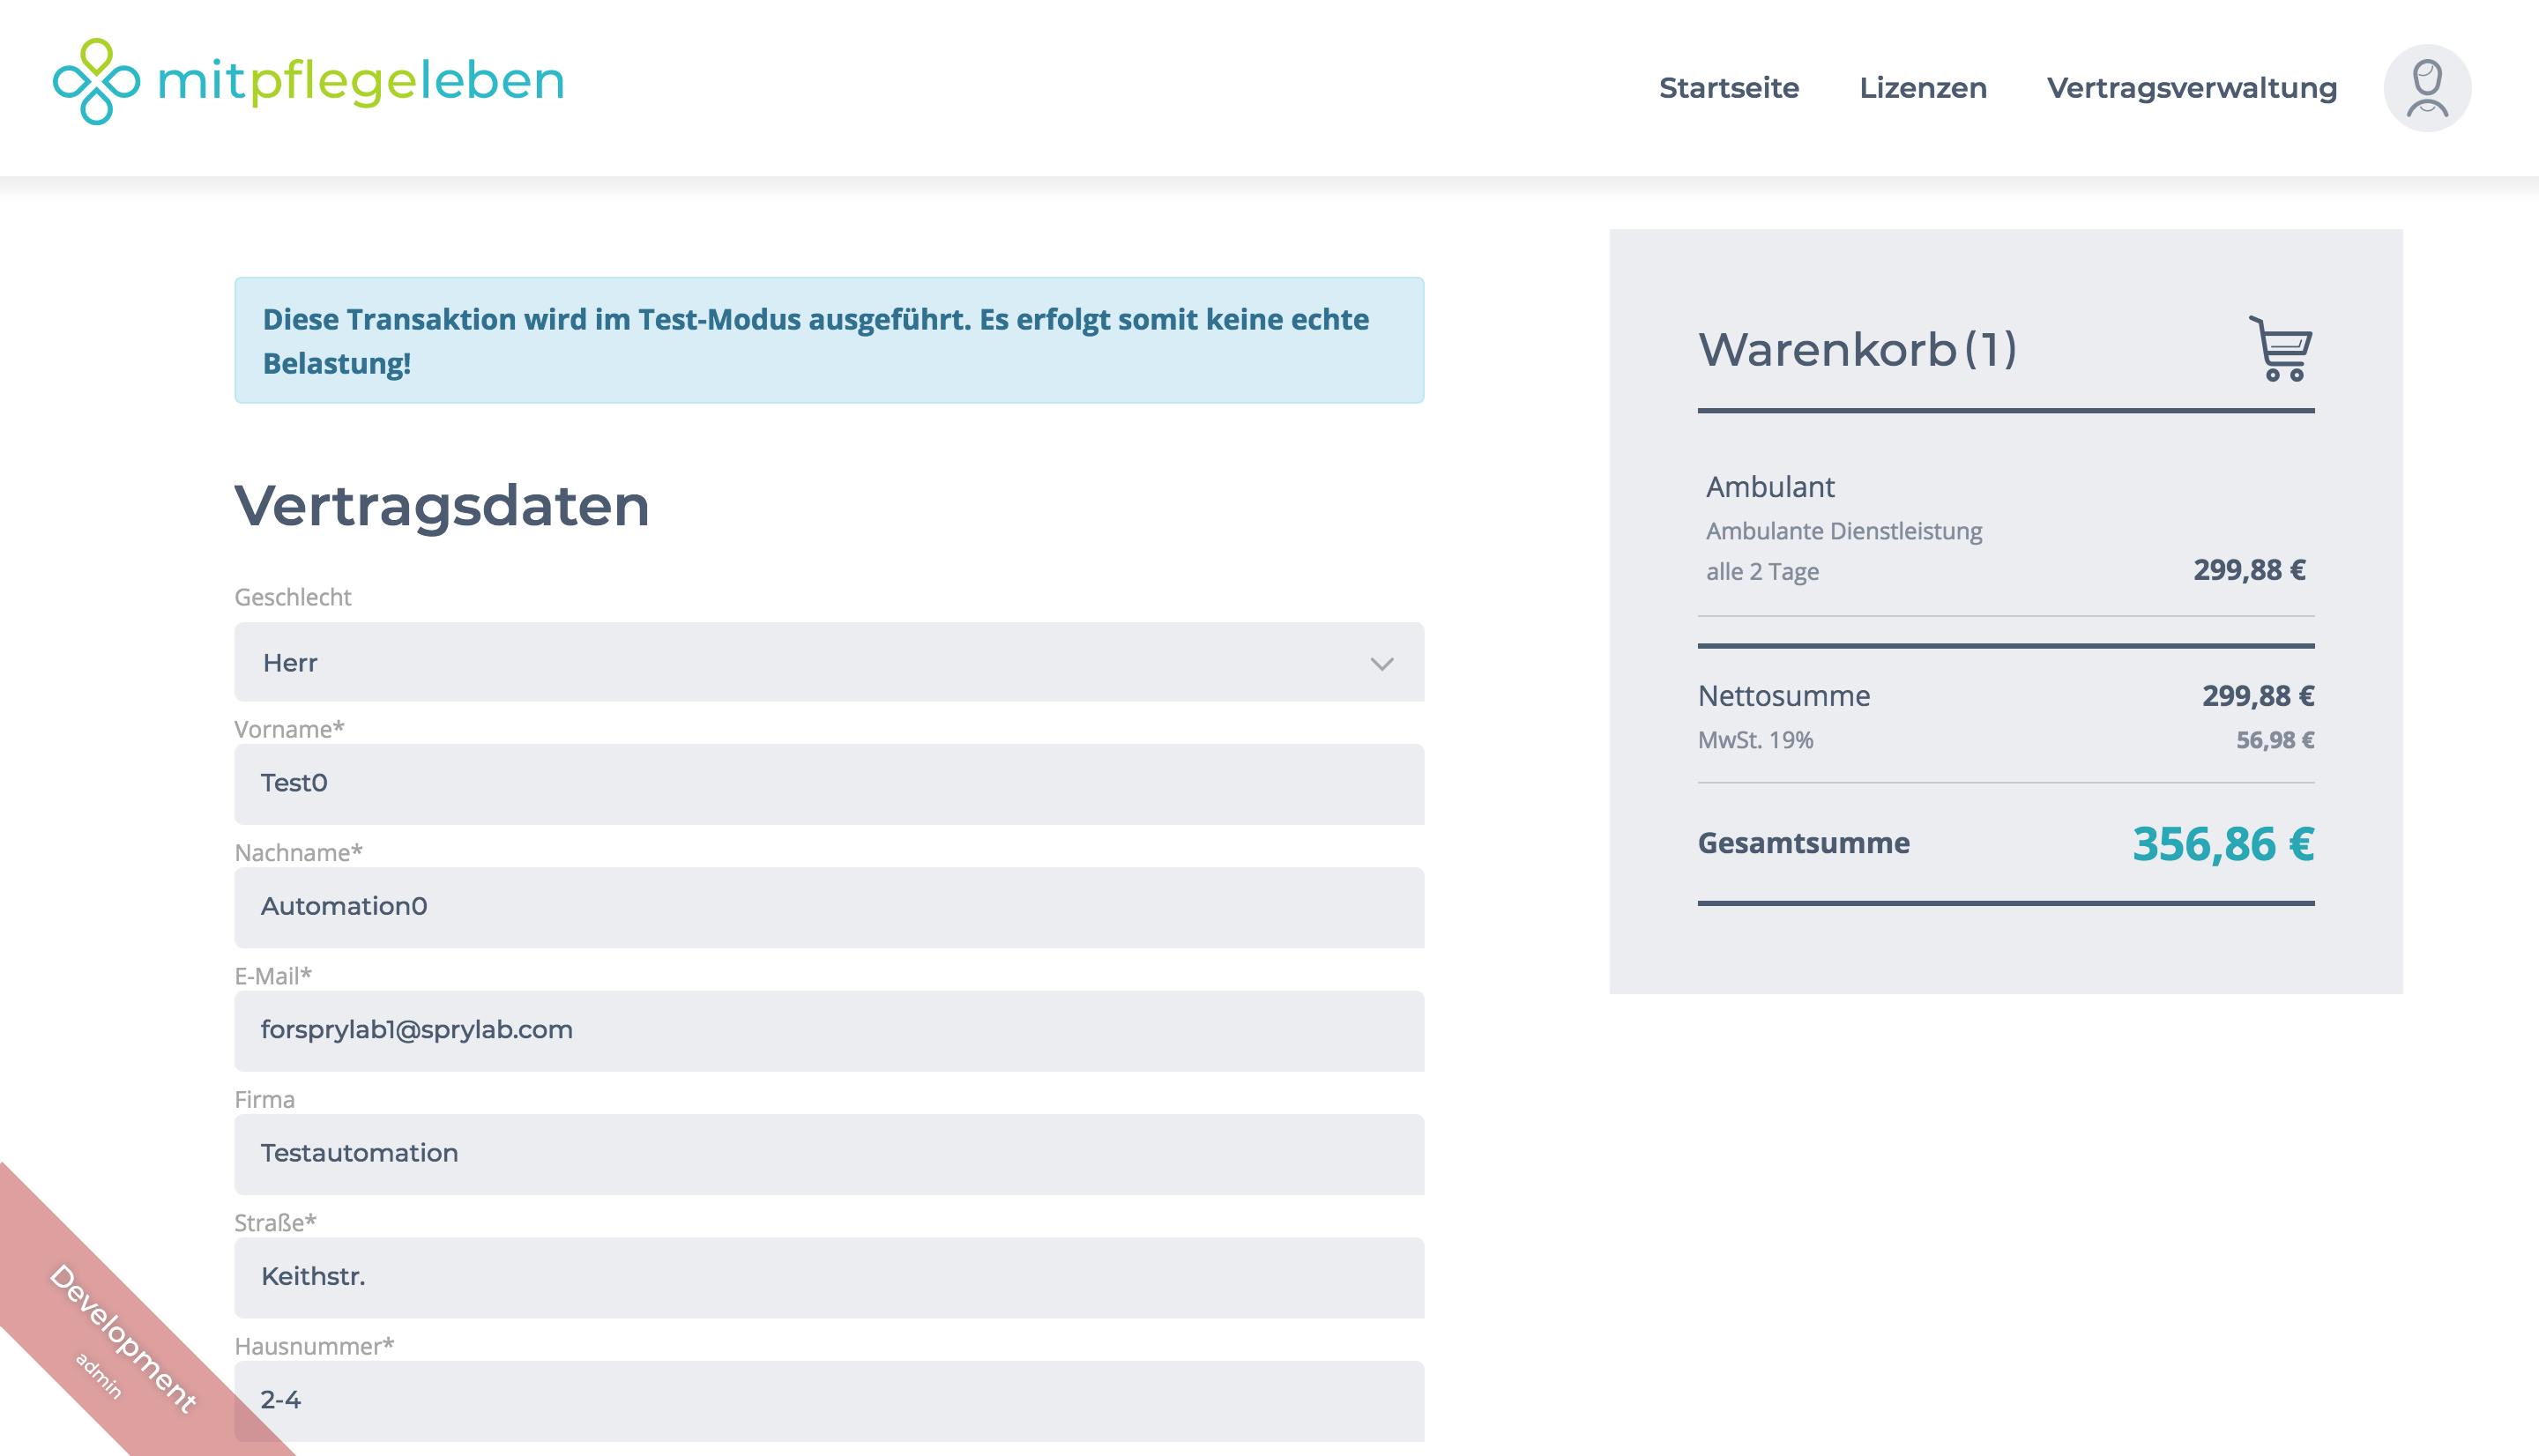 mitpflegeleben
Startseite Lizenzen Vertragsverwaltung
Diese Transaktion wird im Test-Modus ausgeführt. Es erfolgt somit keine echte
Belastung!
Vertragsdaten
Geschlecht
Herr
Vorname*
Test0
Nachname*
Automation0
E-Mail*
forsprylab1@sprylab.com
Firma
Testautomation
Straße*
Keithstr.
Hausnummer*
2-4
Warenkorb (1)
Ambulant
Ambulante Dienstleistung
alle 2 Tage 299,88 €
Nettosumme 299,88 €
MwSt. 19% 56,98 €
Gesamtsumme 356,86 €
Development
admin